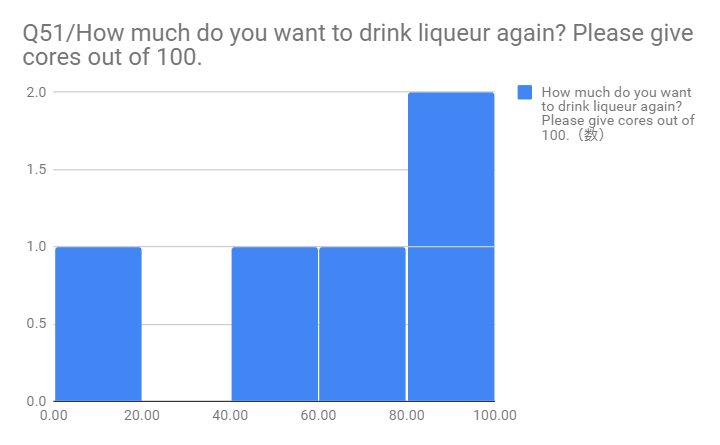 Q51/How much do you want to drink liqueur again? Please give
cores out of 100.
How much do you want
to drink liqueur again?
Please give cores out of
100.（数）
2.0
1.5
1.0
0.5
0.0
0.00 20.00 40.00 60.00 80.00 100.00